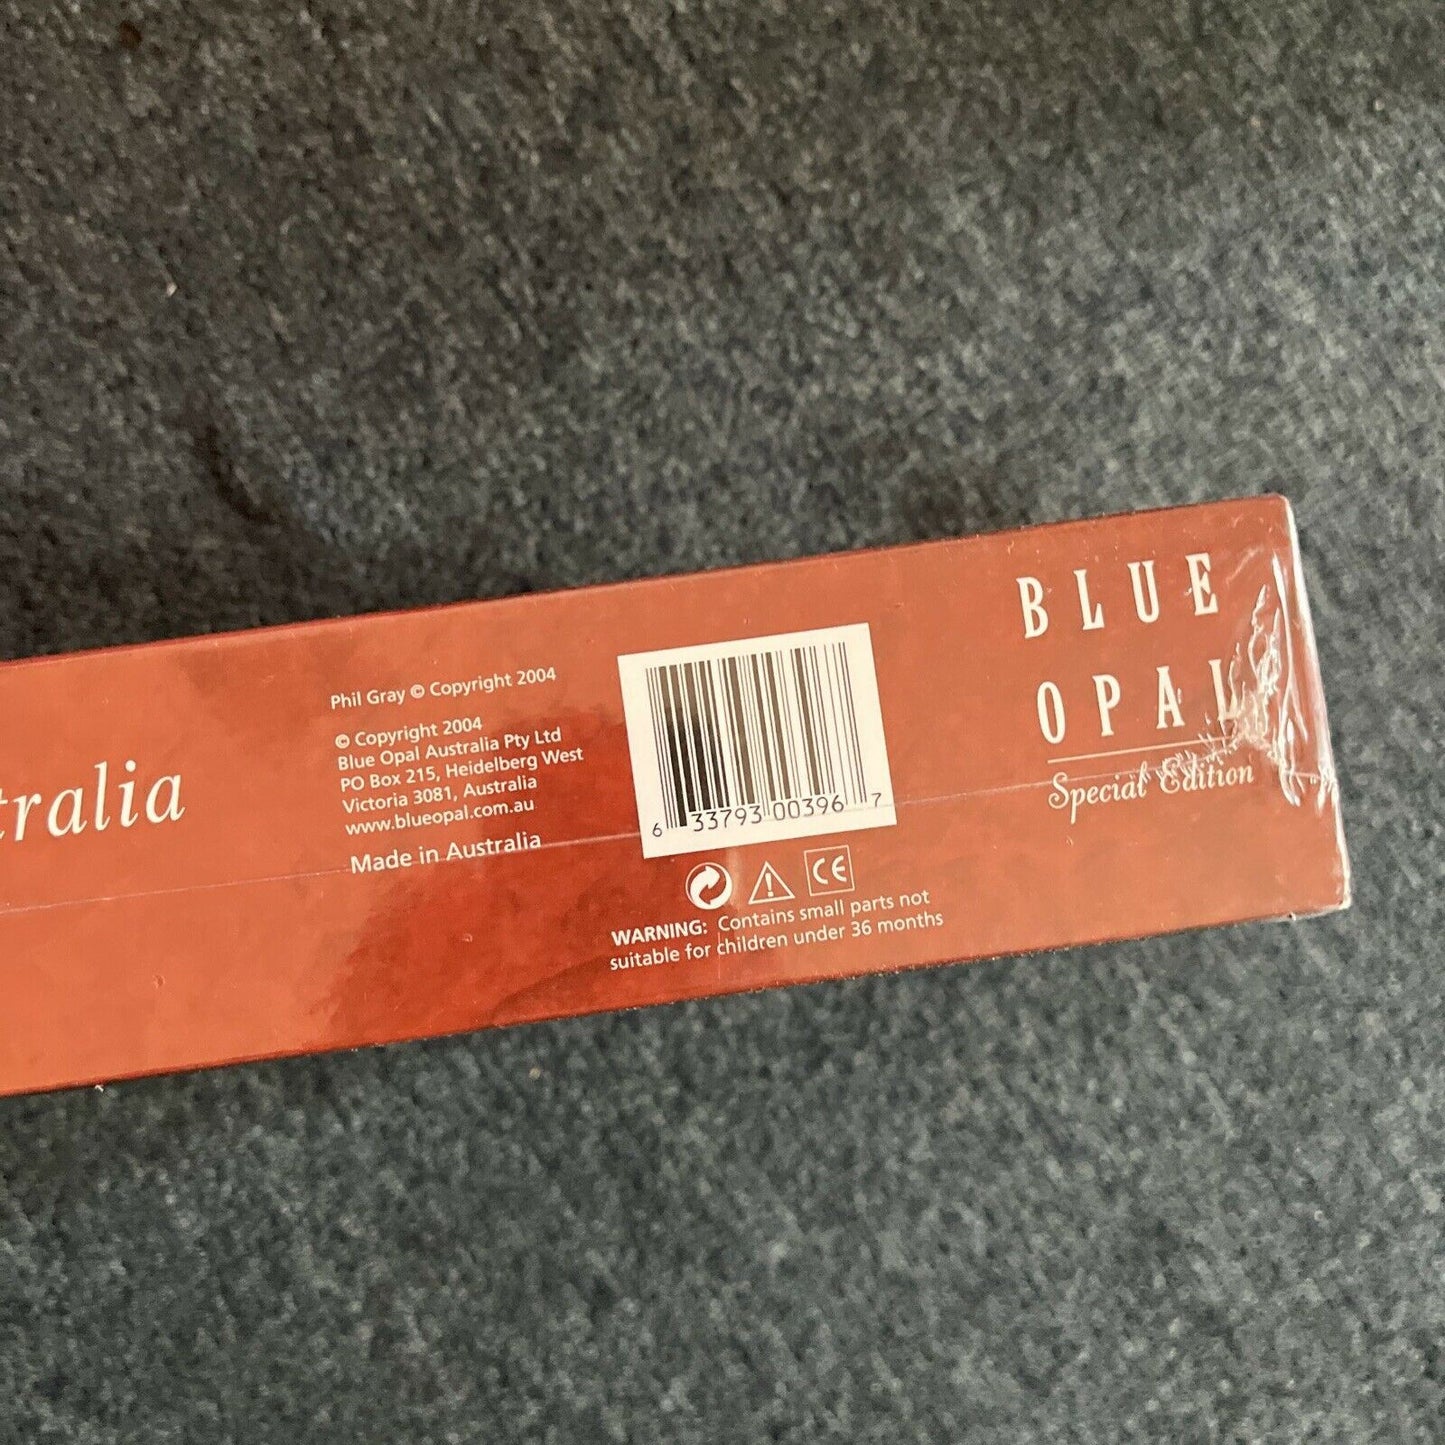 tralia
Phil Gray © Copyright 2004
© Copyright 2004
Blue Opal Australia Pty Ltd
PO Box 215, Heidelberg West
Victoria 3081, Australia
www.blueopal.com.au
Made in Australia
6 33793 00396 7
CE
WARNING: Contains small parts not
suitable for children under 36 months
BLUE
OPAL
Special Edition